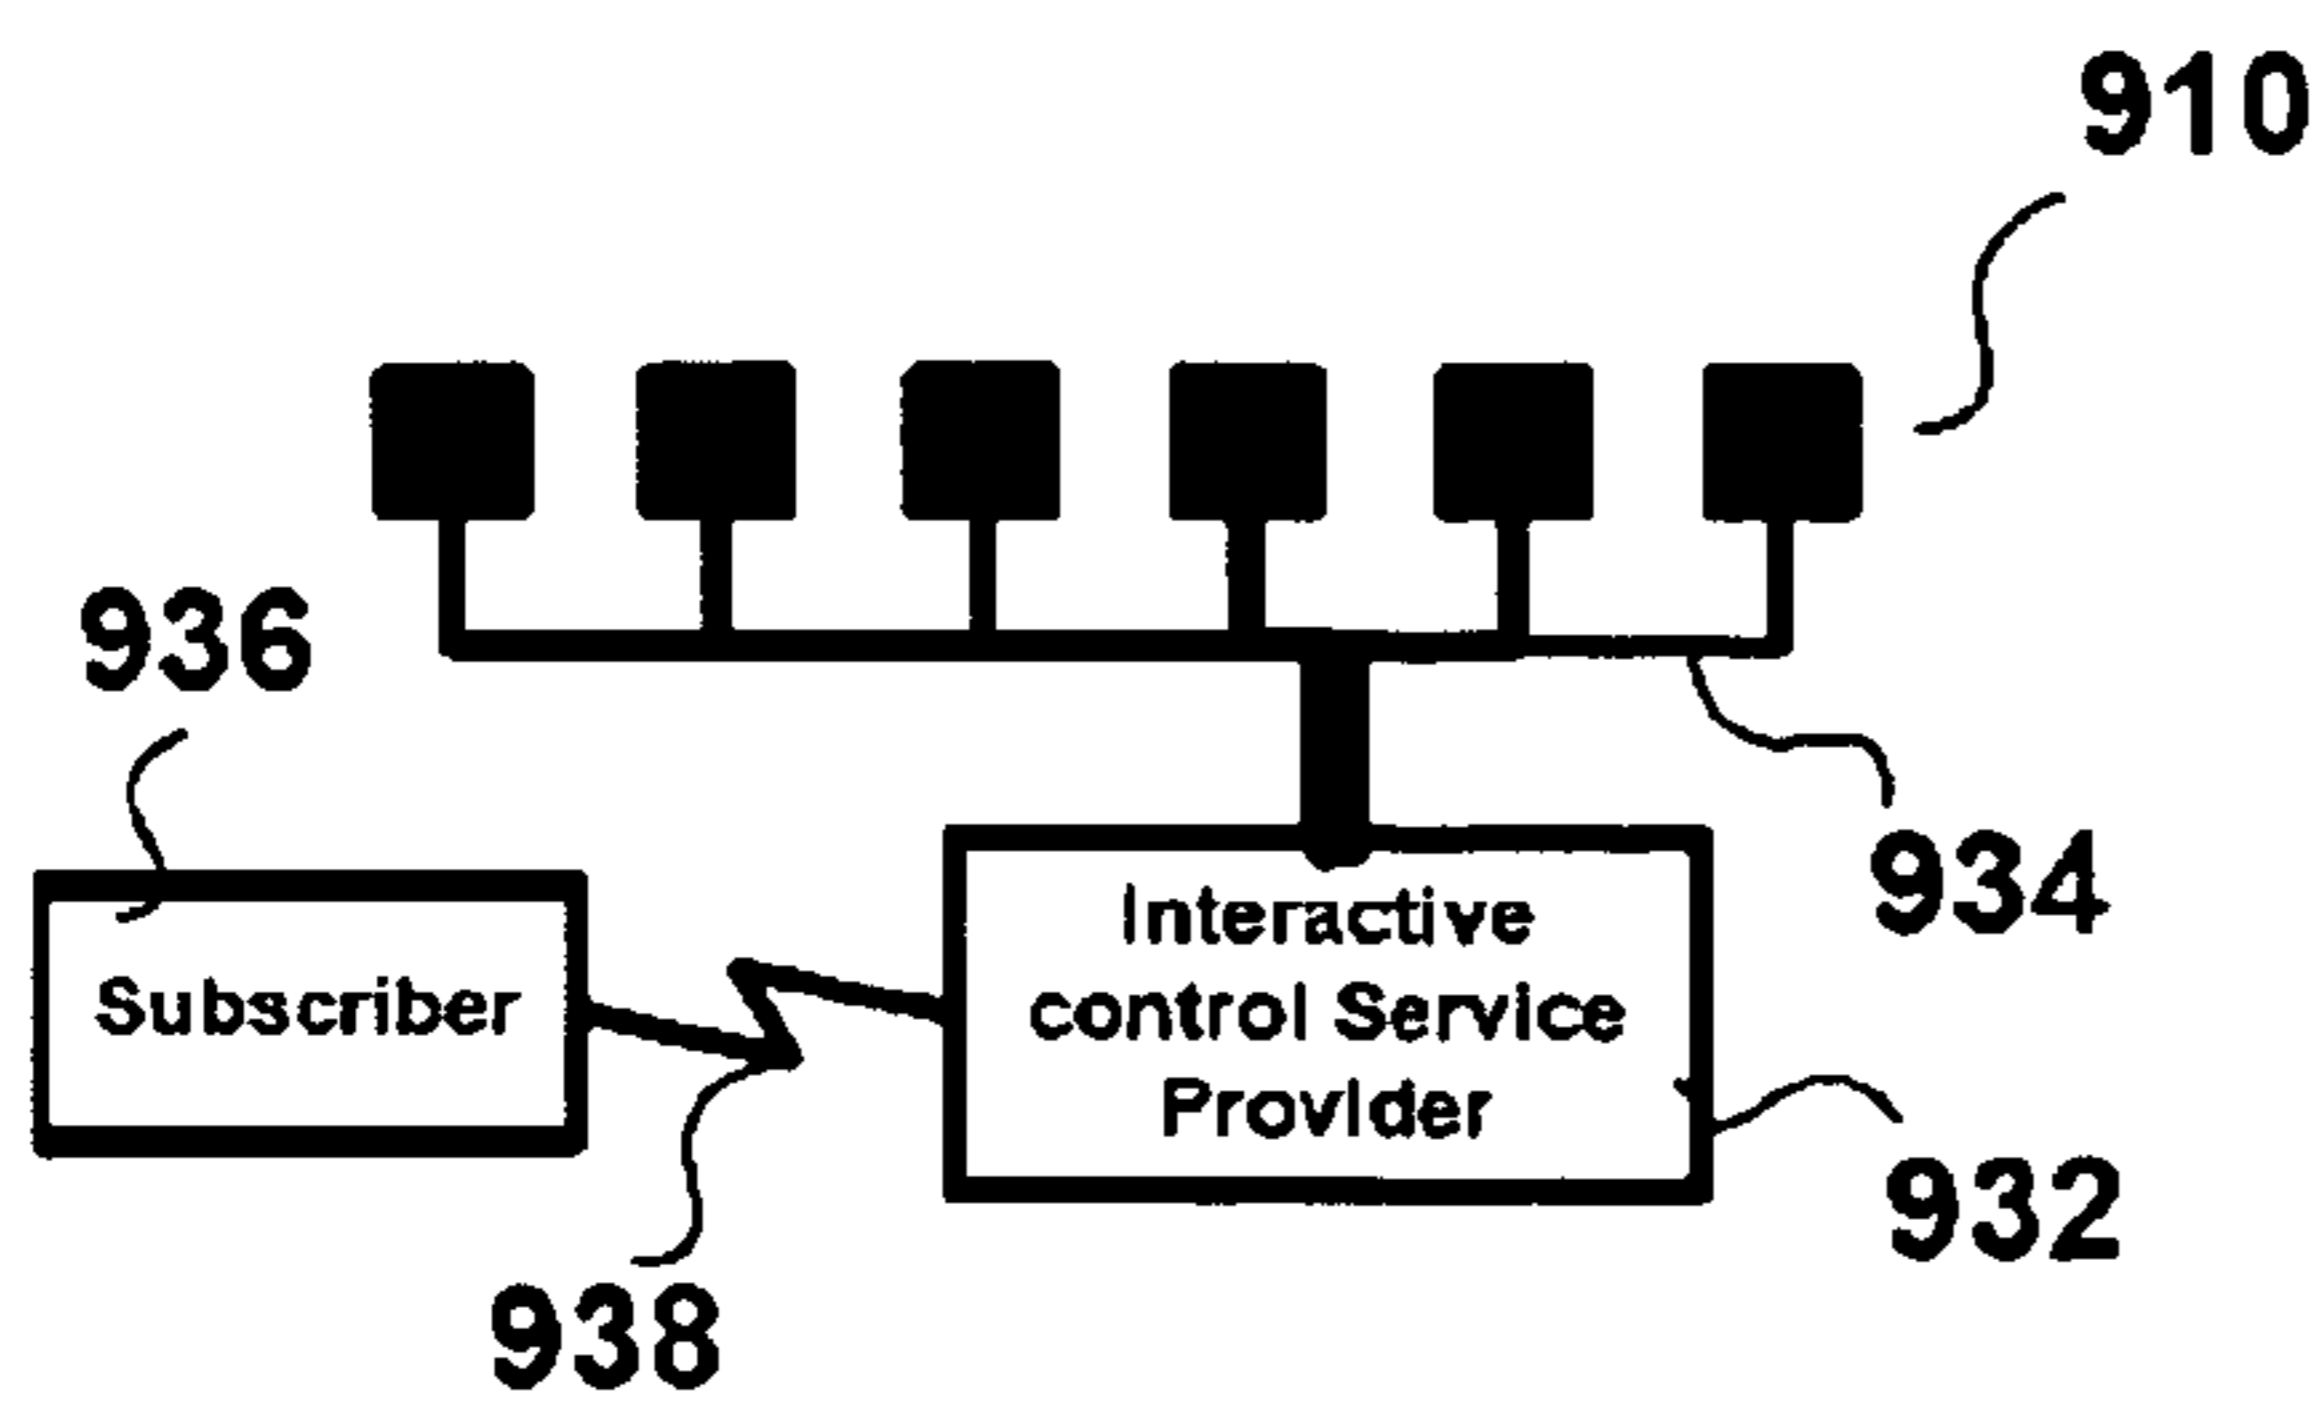 910
936
934
Interactive
control Service
Provider
Subscriber
932
938